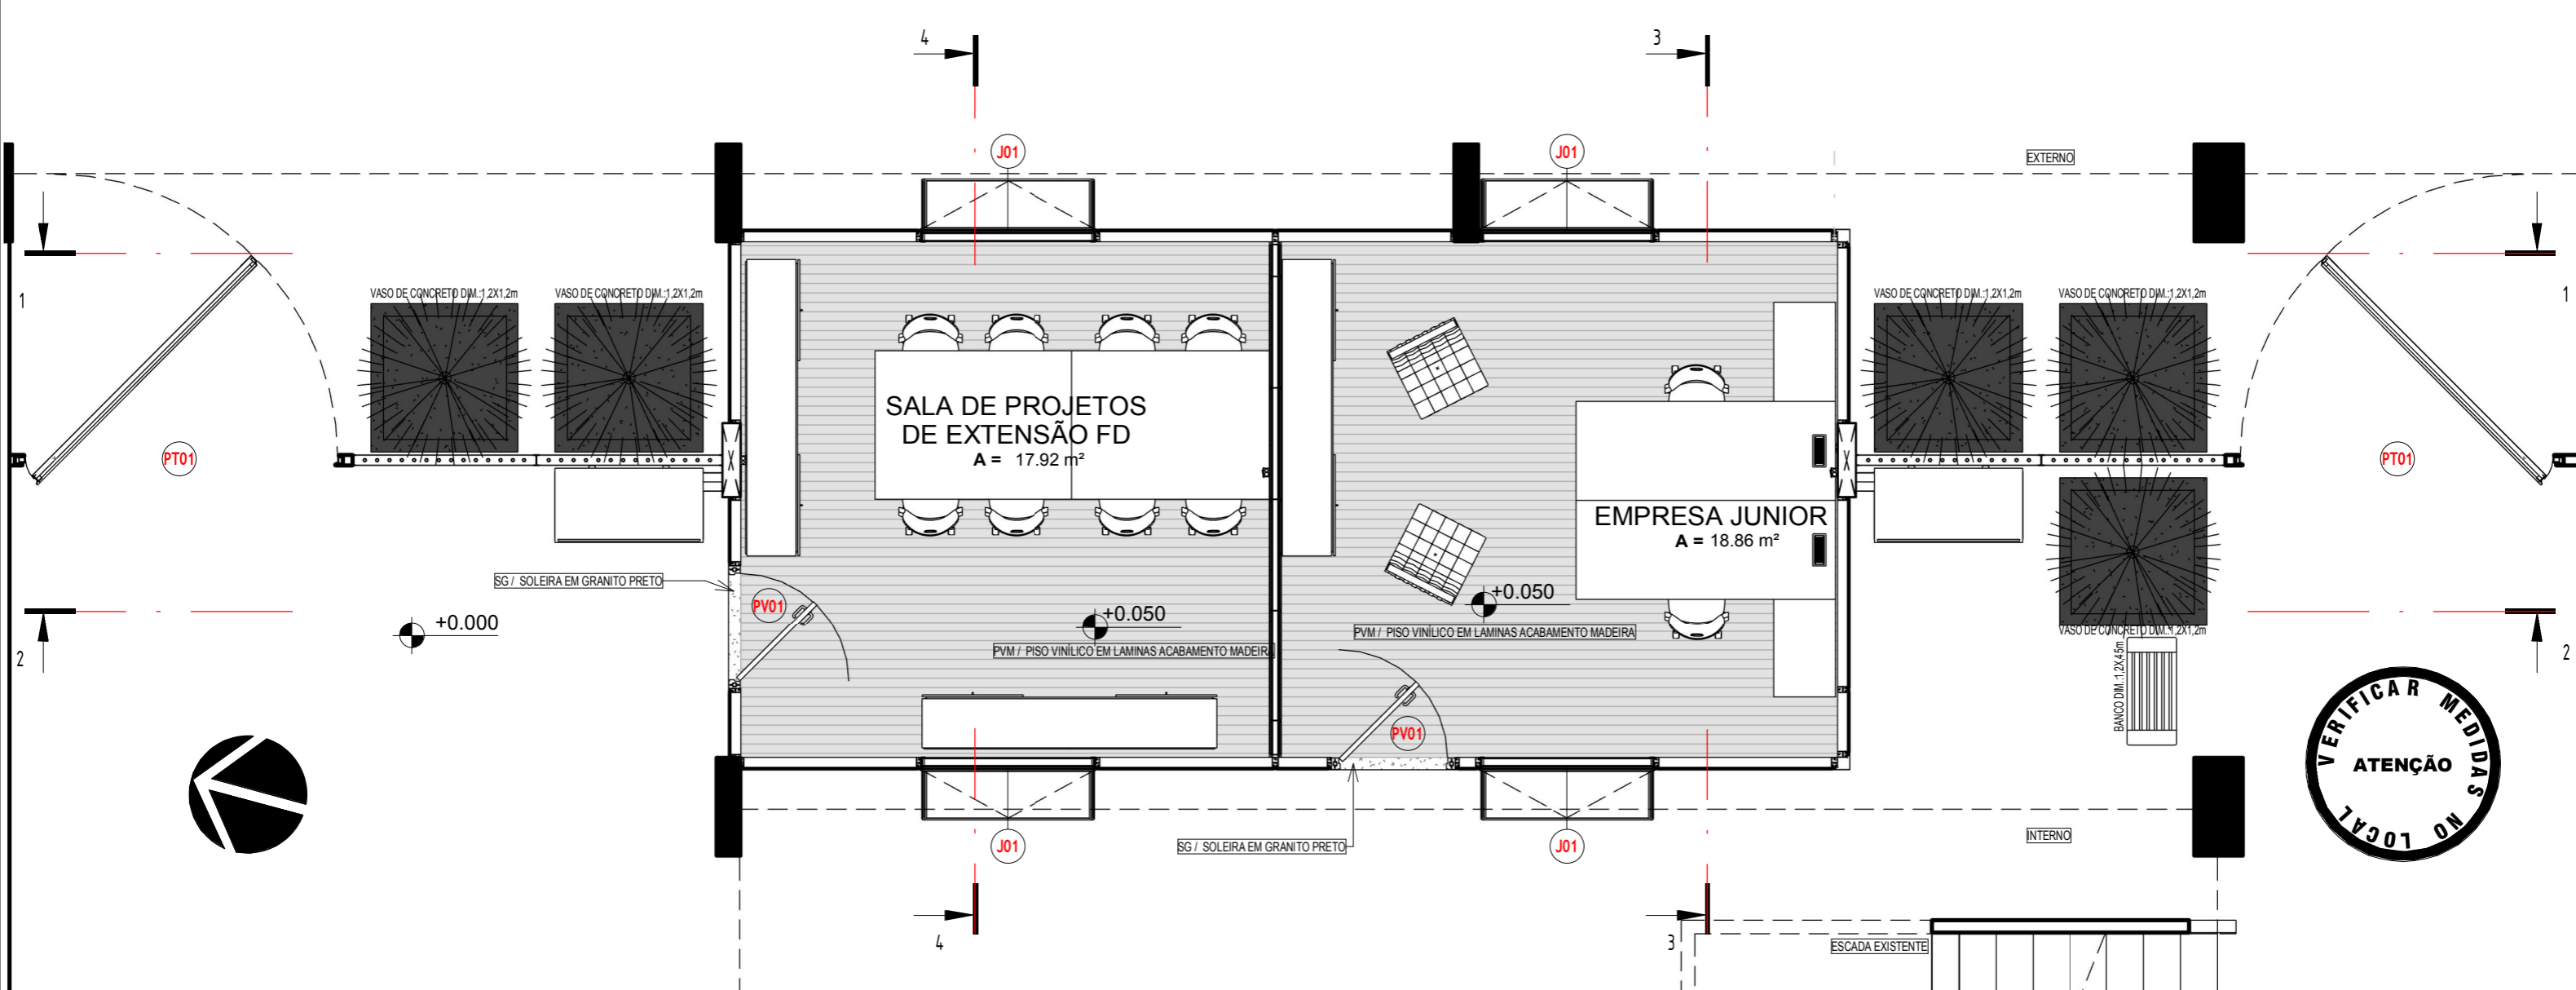 4
3
J01
J01
EXTERNO
1
1
VASO DE CONCRETO DIM.:1,2X1,2m
VASO DE CONCRETO DIM.:1,2X1,2m
VASO DE CONCRETO DIM.:1,2X1,2m
VASO DE CONCRETO DIM.:1,2X1,2m
SALA DE PROJETOS
DE EXTENSÃO FD
A = 17.92 m²
PT01
PT01
EMPRESA JUNIOR
A = 18.86 m²
SG / SOLEIRA EM GRANITO PRETO
PV01
+0.000
+0.050
+0.050
PVM / PISO VINÍLICO EM LAMINAS ACABAMENTO MADEIRA
PVM / PISO VINÍLICO EM LAMINAS ACABAMENTO MADEIRA
VASO DE CONCRETO DIM.:1,2X1,2m
2
2
BANCO DIM.:1,2X,45m
PV01
VERIFICAR MEDIDAS NO LOCAL
ATENÇÃO
J01
J01
SG / SOLEIRA EM GRANITO PRETO
INTERNO
4
3
ESCADA EXISTENTE